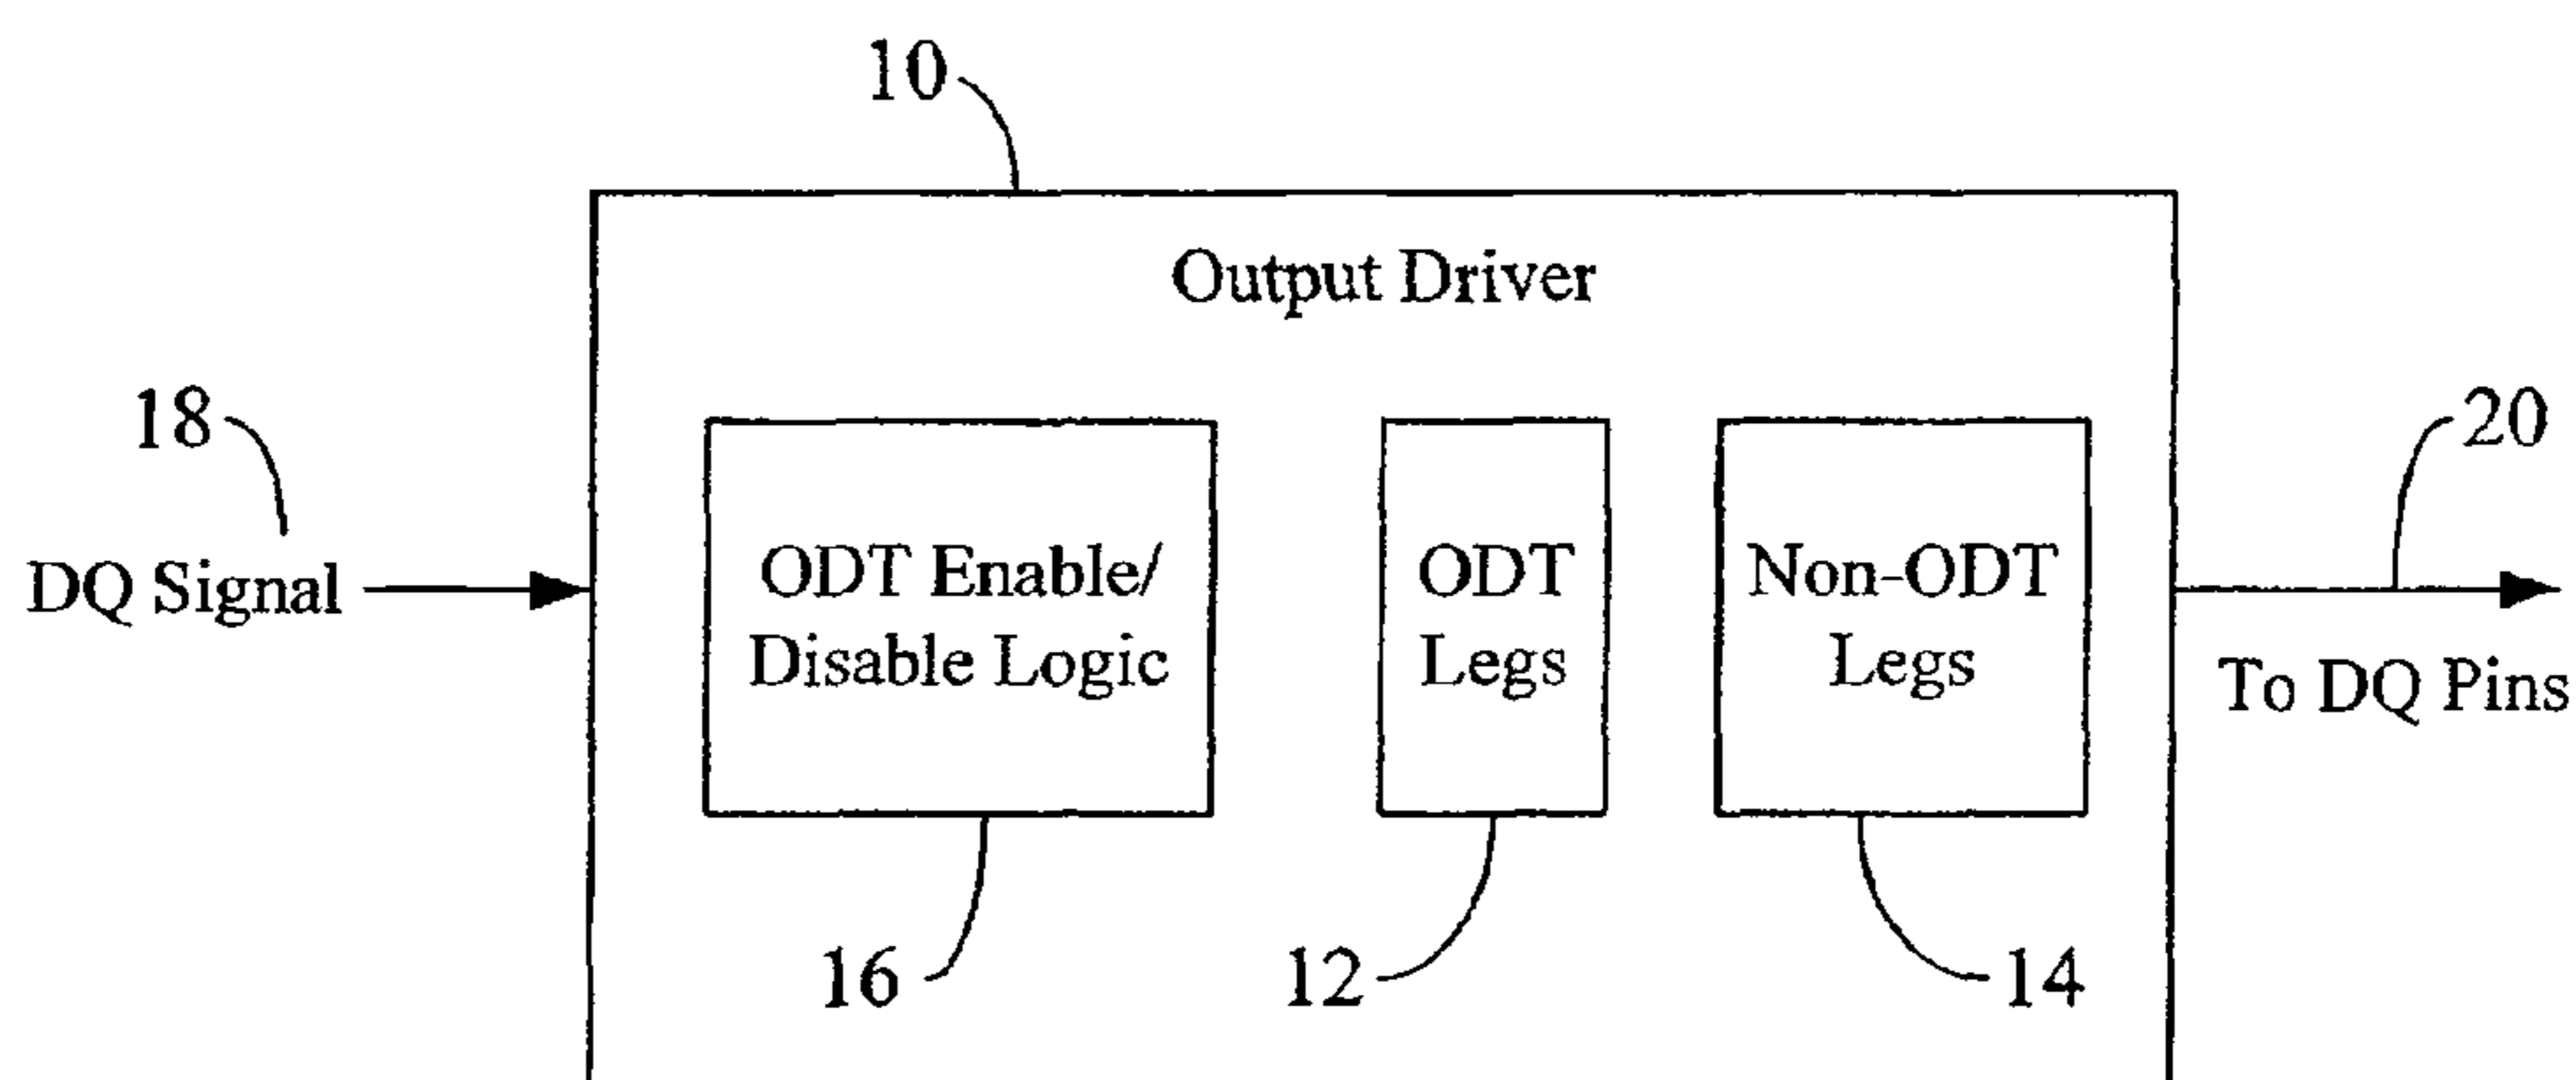 10
Output Driver
18
20
DQ Signal
ODT Enable/
Disable Logic
ODT
Legs
Non-ODT
Legs
To DQ Pins
16
12
14